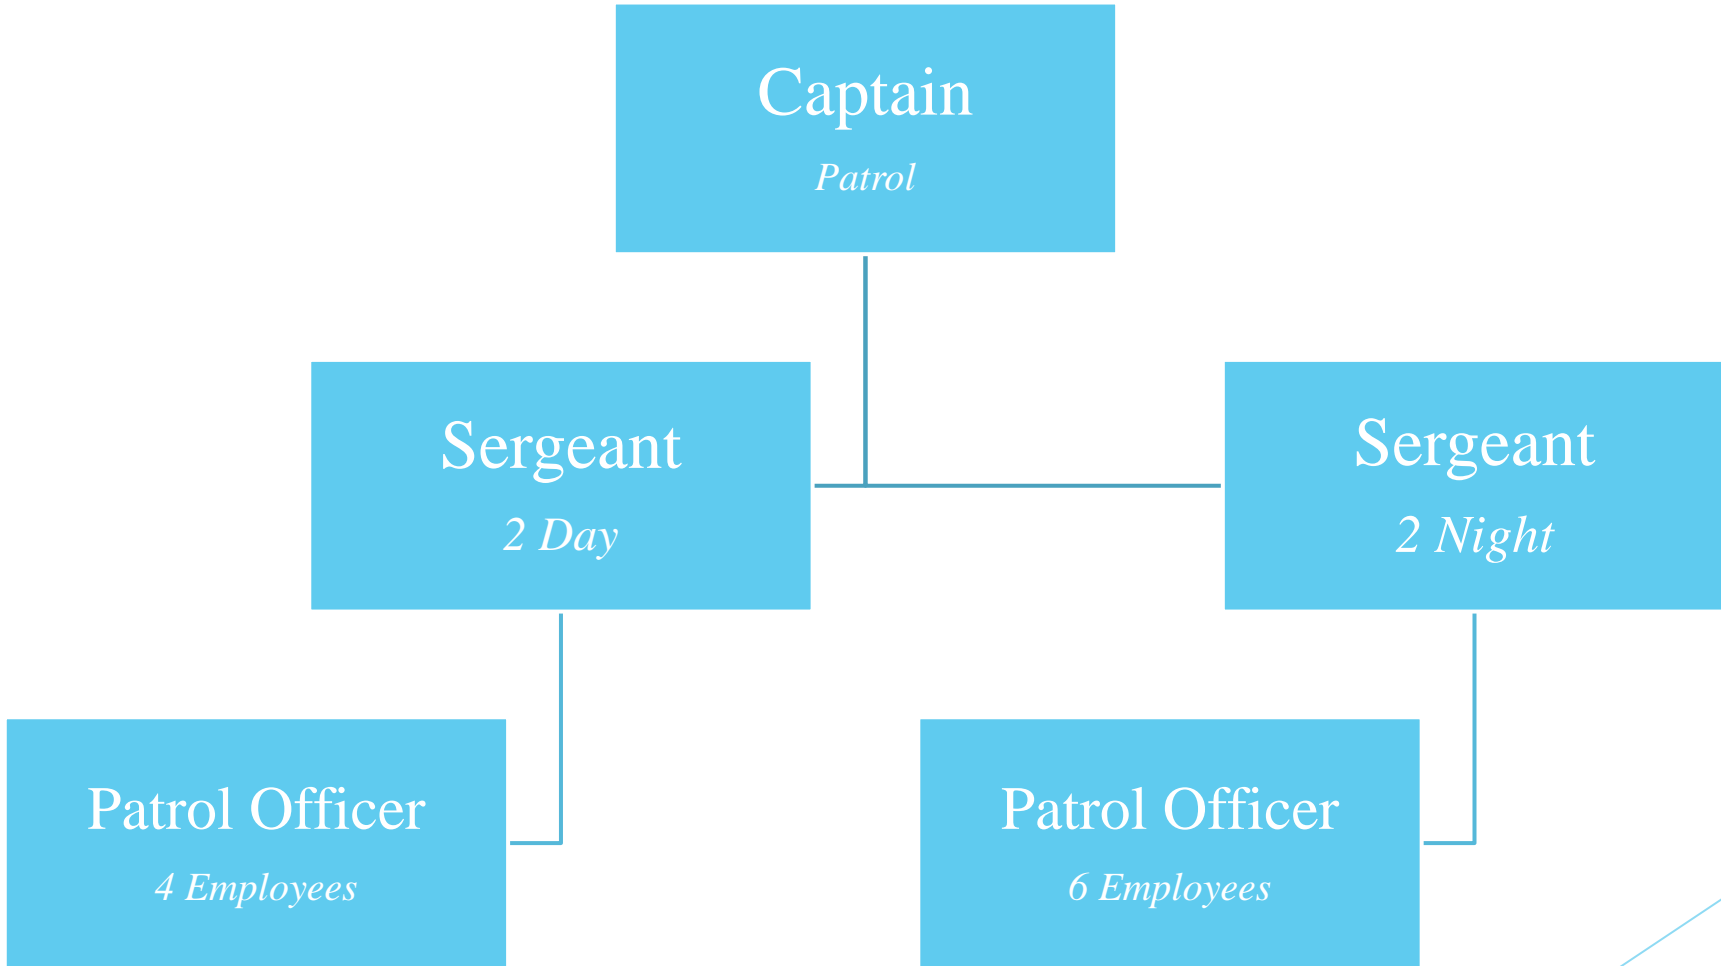 Captain
Patrol
Sergeant
2 Day
Sergeant
2 Night
Patrol Officer
4 Employees
Patrol Officer
6 Employees